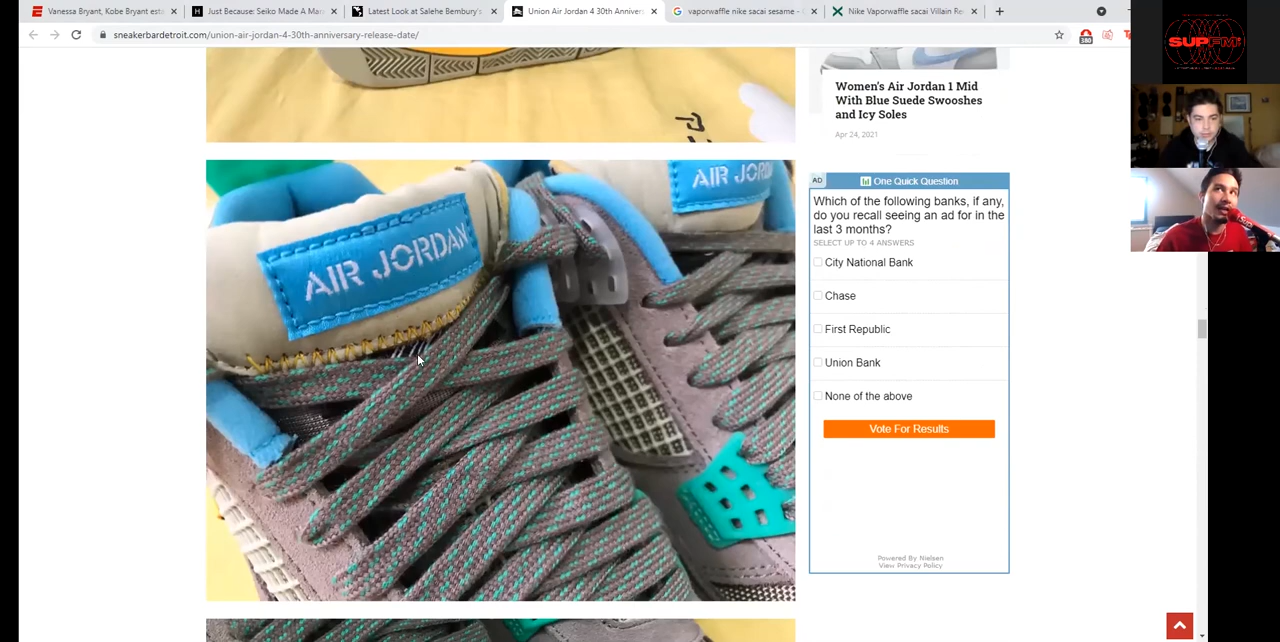 Vanessa Bryant, Kobe Bryant esta
Just Because: Seiko Made A Mar
Latest Look at Salehe Bembury's
Union Air Jordan 4 30th Anniver
vaporwaffle nike sacai sesame - 
Nike Vaporwaffle sacai Villain Re
sneakerbardetroit.com/union-air-jordan-4-30th-anniversary-release-date/
380
SUPFM
AIR JORDAN
AIR JORD
Women's Air Jordan 1 Mid
With Blue Suede Swooshes
and Icy Soles
Apr 24, 2021
AD
One Quick Question
Which of the following banks, if any,
do you recall seeing an ad for in the
last 3 months?
SELECT UP TO 4 ANSWERS
City National Bank
Chase
First Republic
Union Bank
None of the above
Vote For Results
Powered By Nielsen
View Privacy Policy